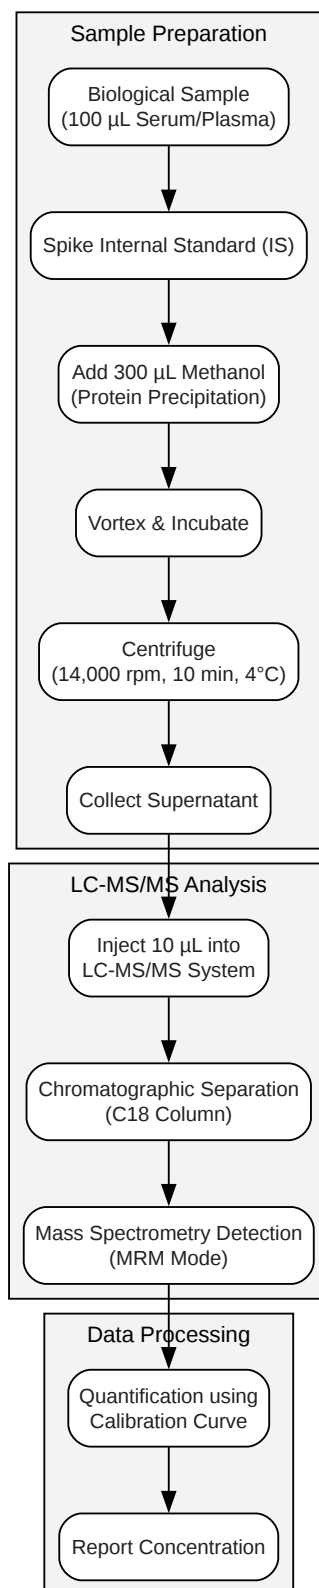 Sample Preparation
Biological Sample
(100 µL Serum/Plasma)
Spike Internal Standard (IS)
Add 300 µL Methanol
(Protein Precipitation)
Vortex & Incubate
Centrifuge
(14,000 rpm, 10 min, 4°C)
Collect Supernatant
LC-MS/MS Analysis
Inject 10 µL into
LC-MS/MS System
Chromatographic Separation
(C18 Column)
Mass Spectrometry Detection
(MRM Mode)
Data Processing
Quantification using
Calibration Curve
Report Concentration